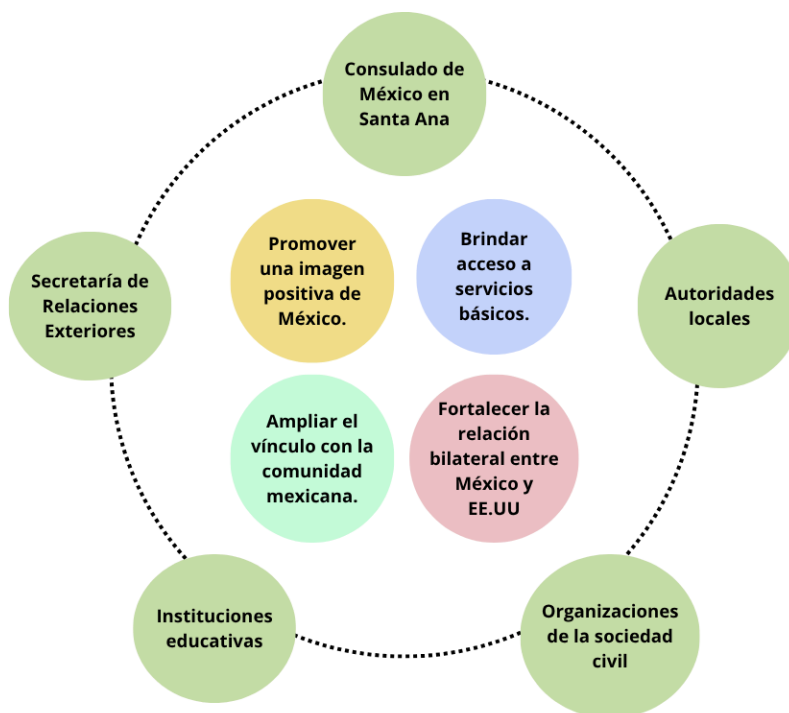 Consulado de
México en
Santa Ana
Promover
una imagen
positiva de
México.
Brindar
acceso a
servicios
básicos.
Secretaría de
Relaciones
Exteriores
Autoridades
locales
Ampliar el
vínculo con la
comunidad
mexicana.
Fortalecer la
relación
bilateral entre
México y
EE.UU
Instituciones
educativas
Organizaciones
de la sociedad
civil